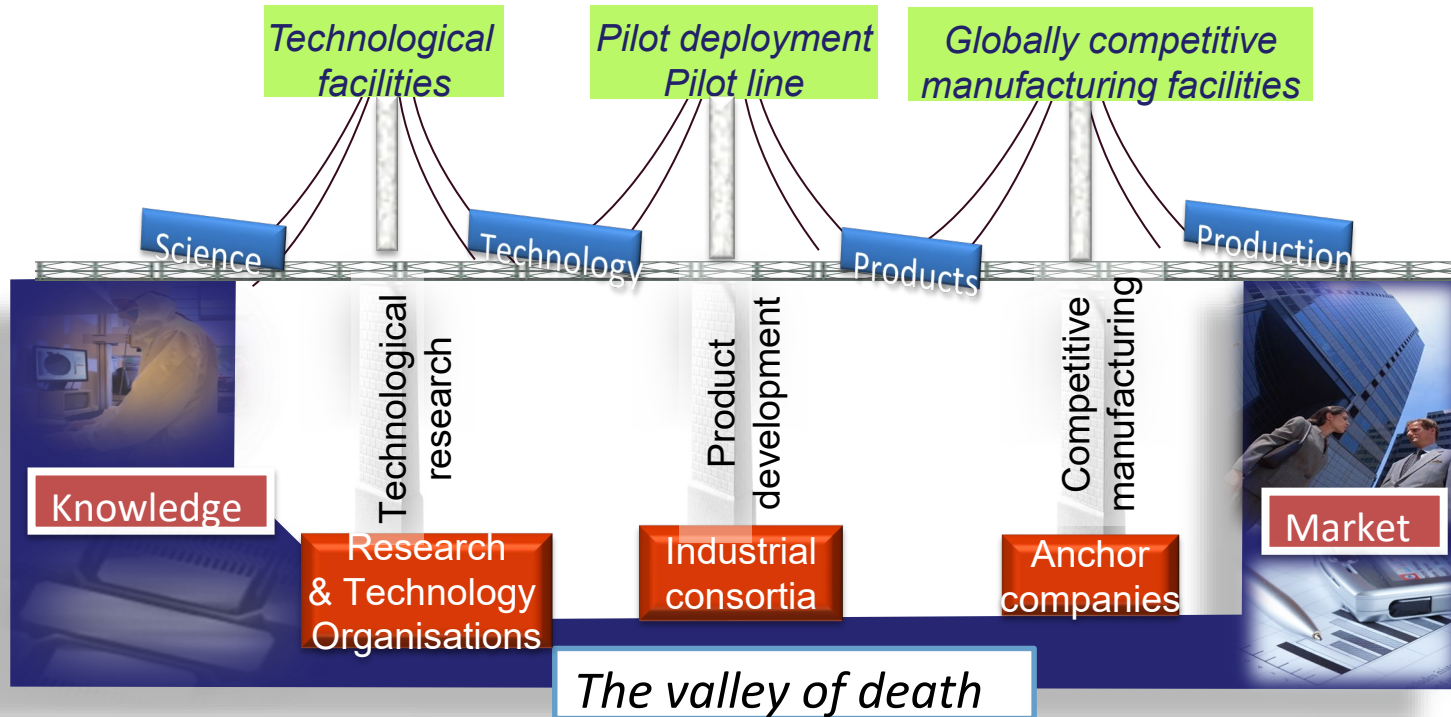 Technological
facilities
Pilot deployment
Pilot line
Globally competitive
manufacturing facilities
Science
Technology
Products
Production
Technological
research
Product
development
Competitive
manufacturing
Knowledge
Market
Research
& Technology
Organisations
Industrial
consortia
Anchor
companies
The valley of death